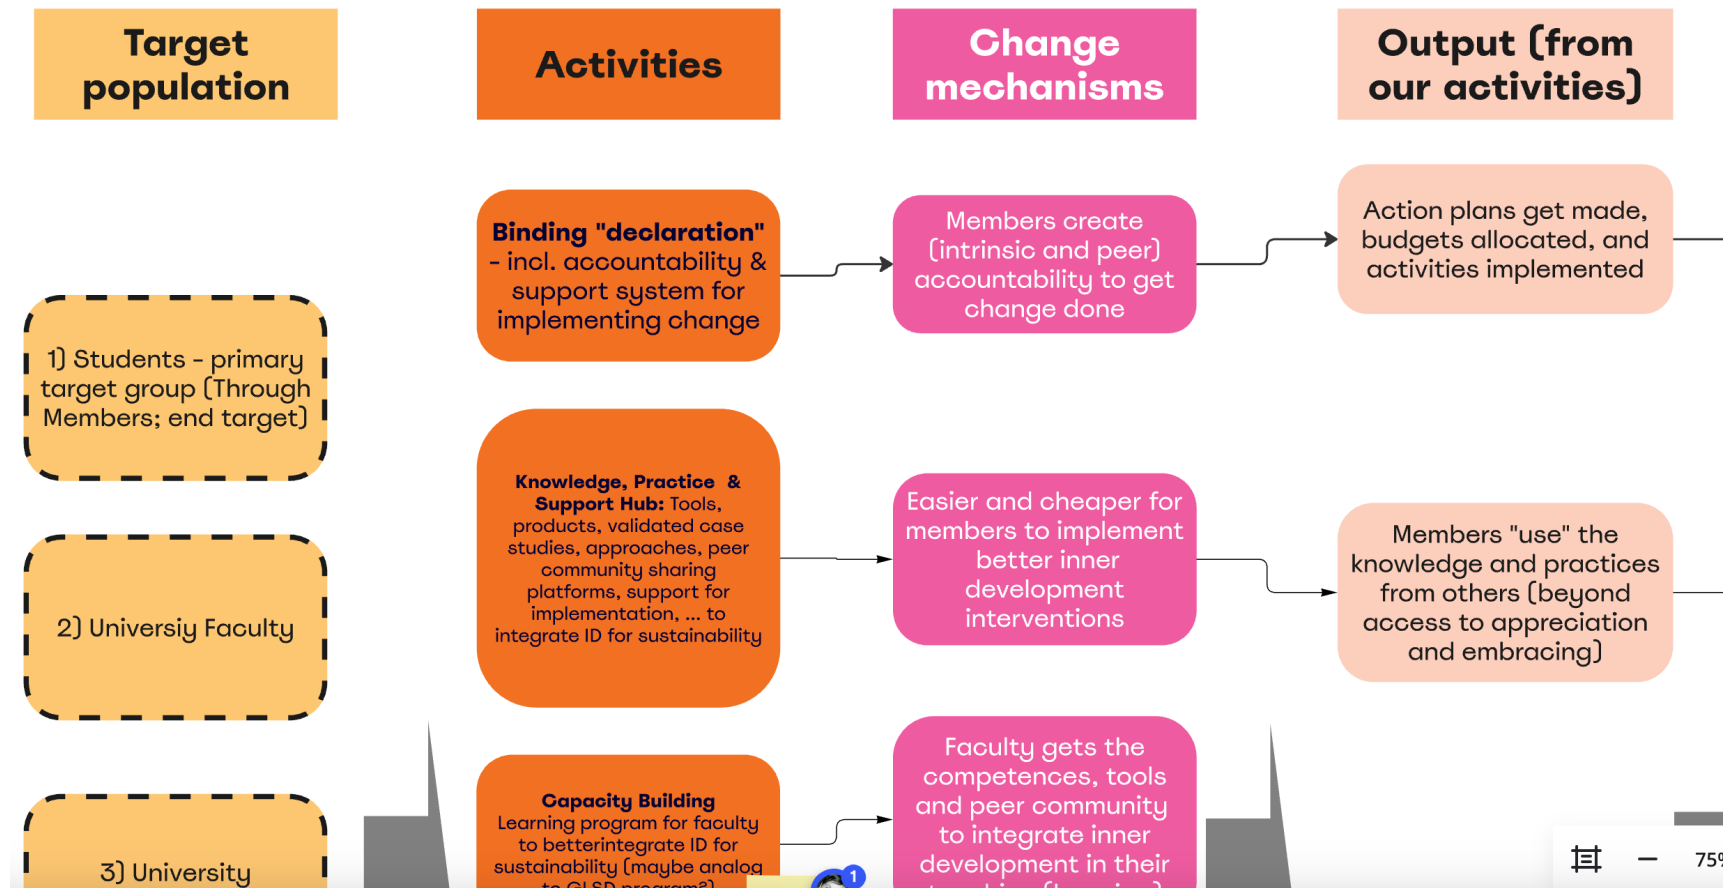 Target
population
Activities
Change
mechanisms
Output (from
our activities)
1) Students - primary
target group (Through
Members; end target)
2) Universiy Faculty
3) University
Binding "declaration"
- incl. accountability &
support system for
implementing change
Knowledge, Practice &
Support Hub: Tools,
products, validated case
studies, approaches, peer
community sharing
platforms, support for
implementation, ... to
integrate ID for sustainability
Capacity Building
Learning program for faculty
to betterintegrate ID for
sustainability (maybe analog
to GLSD program?)
Members create
(intrinsic and peer)
accountability to get
change done
Easier and cheaper for
members to implement
better inner
development
interventions
Faculty gets the
competences, tools
and peer community
to integrate inner
development in their
Action plans get made,
budgets allocated, and
activities implemented
Members "use" the
knowledge and practices
from others (beyond
access to appreciation
and embracing)
1
75%